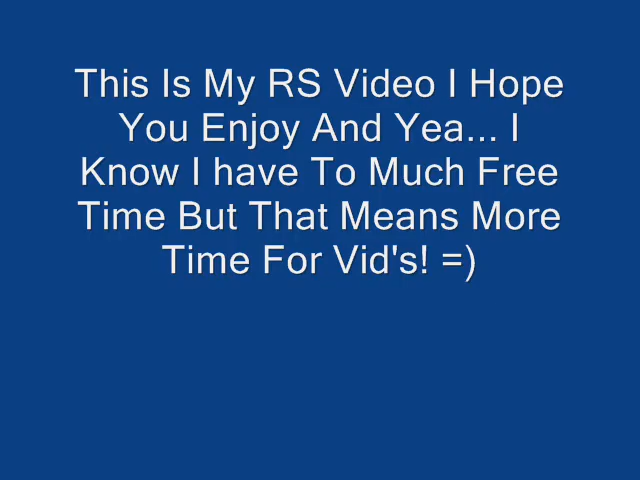 This Is My RS Video I Hope
You Enjoy And Yea... I
Know I have To Much Free
Time But That Means More
Time For Vid's! =)